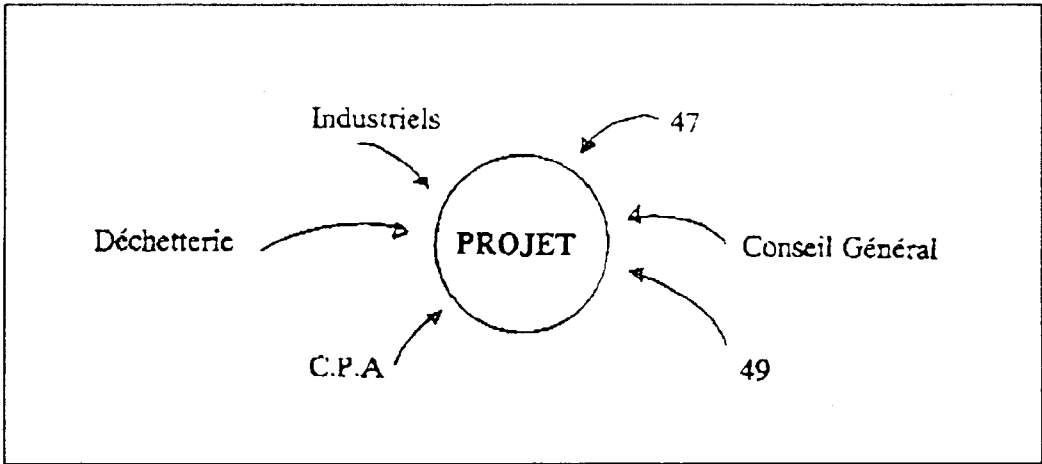 Industriels
47
Déchetterie
PROJET
Conseil Général
C.P.A
49